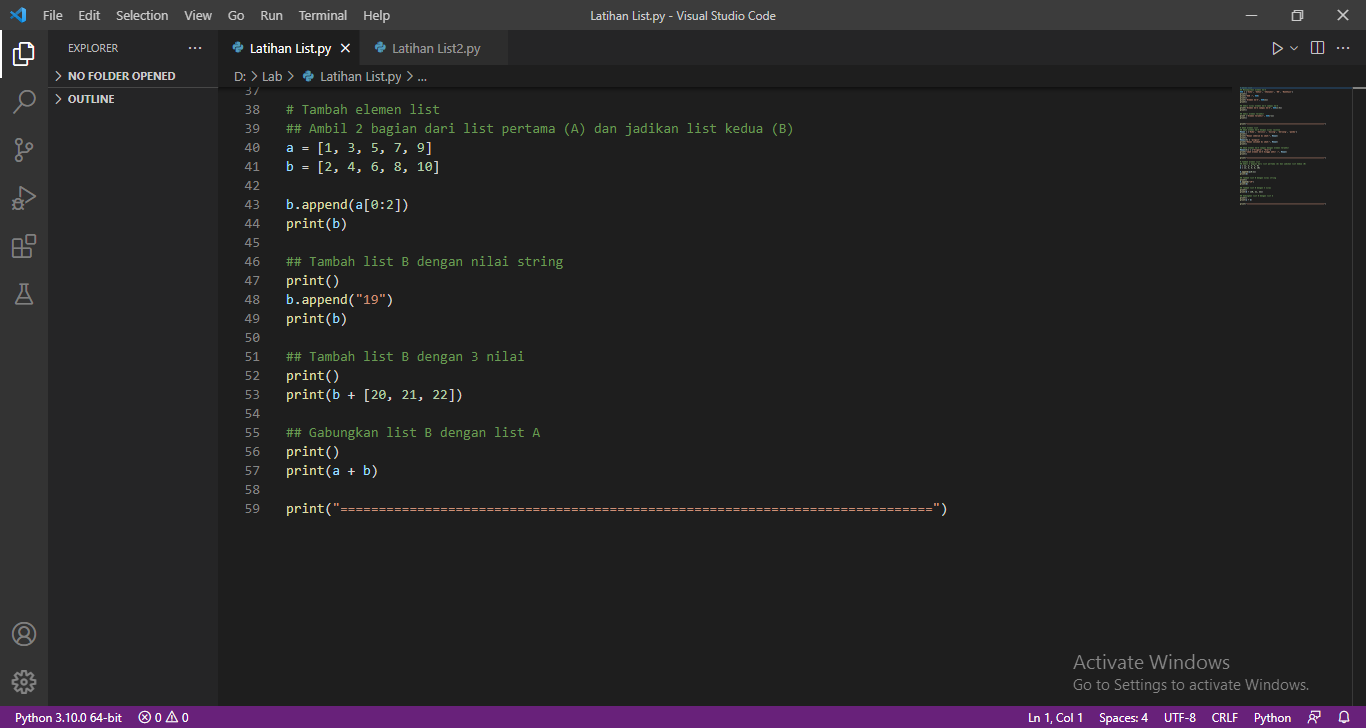 File Edit Selection View Go Run Terminal Help
Latihan List.py - Visual Studio Code
EXPLORER
NO FOLDER OPENED
OUTLINE
Latihan List.py
Latihan List2.py
D: > Lab > Latihan List.py > ...
37
38 # Tambah elemen list
39 ## Ambil 2 bagian dari list pertama (A) dan jadikan list kedua (B)
40 a = [1, 3, 5, 7, 9]
41 b = [2, 4, 6, 8, 10]
42
43 b.append(a[0:2])
44 print(b)
45
46 ## Tambah list B dengan nilai string
47 print()
48 b.append("19")
49 print(b)
50
51 ## Tambah list B dengan 3 nilai
52 print()
53 print(b + [20, 21, 22])
54
55 ## Gabungkan list B dengan list A
56 print()
57 print(a + b)
58
59 print("=============================================================================")
Activate Windows
Go to Settings to activate Windows.
Python 3.10.0 64-bit 0 0
Ln 1, Col 1 Spaces: 4 UTF-8 CRLF Python